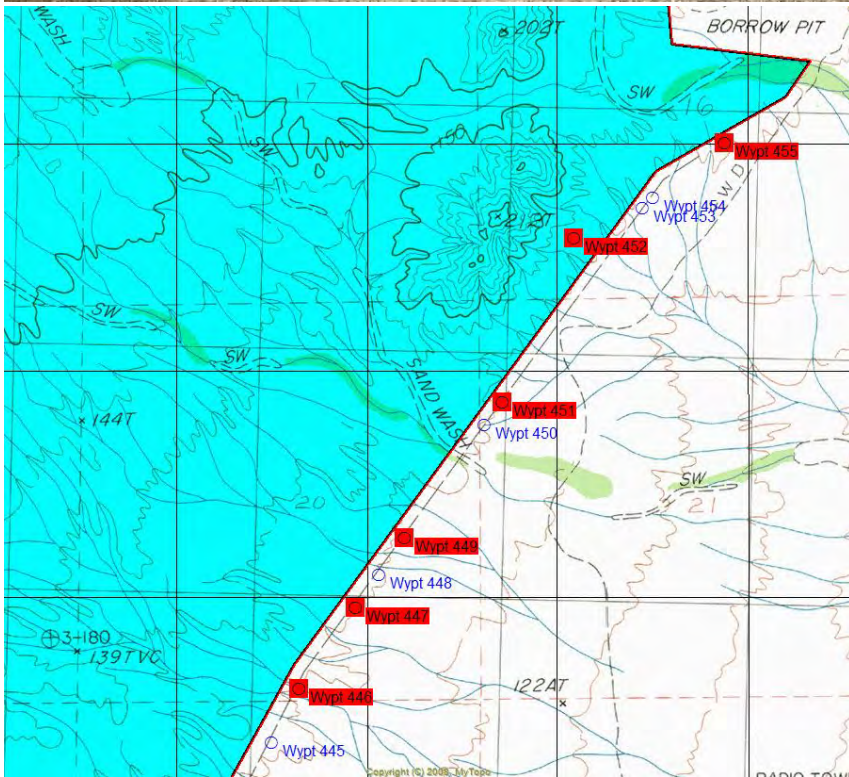 WASH
202T
BORROW PIT
17
SW
16
SW
Wypt 455
W D
Wypt 454
Wypt 453
212T
Wypt 452
SW
SW
SAND WASH
Wypt 451
144T
Wypt 450
SW
20
21
Wypt 449
Wypt 448
Wypt 447
3-180
139TVC
Wypt 446
122AT
Wypt 445
Copyright (C) 2008, MyTopo